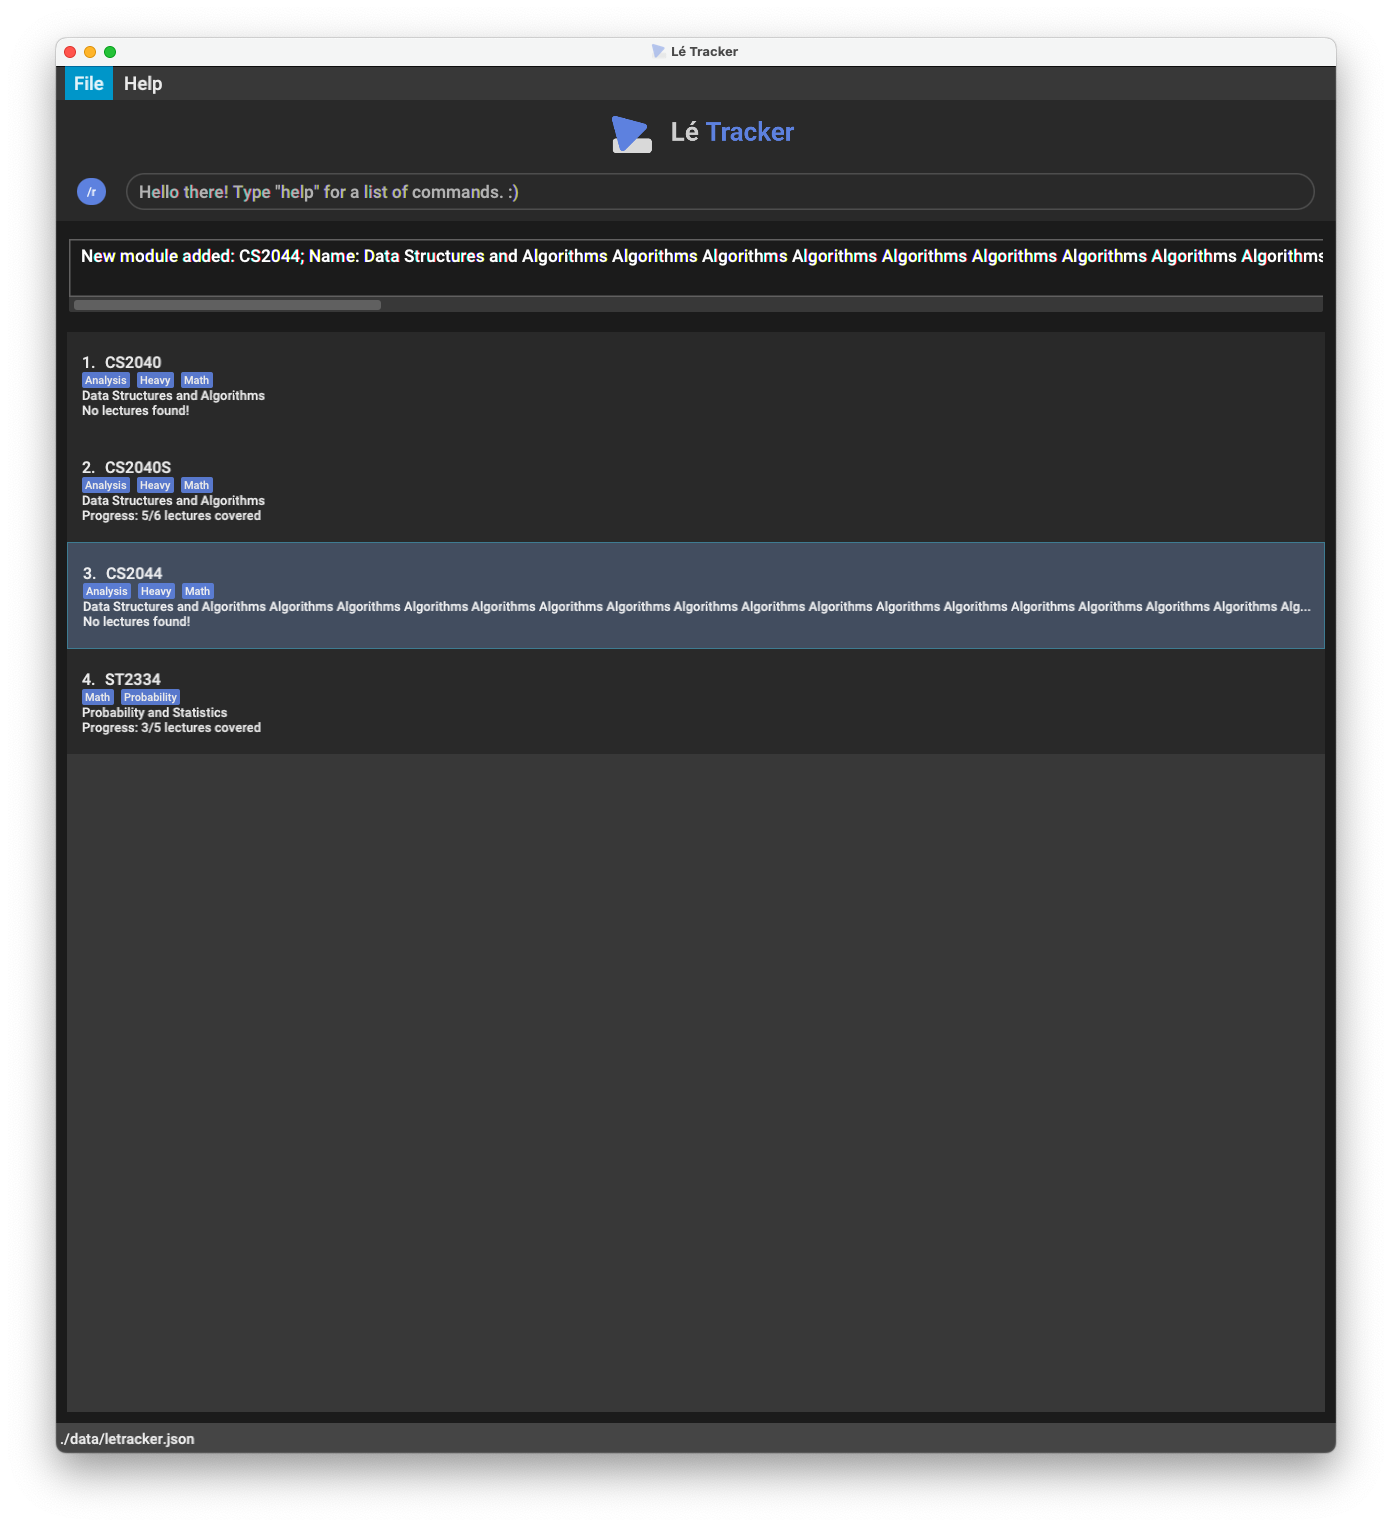 Lé Tracker
File Help
Lé Tracker
/r Hello there! Type "help" for a list of commands. :)
New module added: CS2044; Name: Data Structures and Algorithms Algorithms Algorithms Algorithms Algorithms Algorithms Algorithms Algorithms Algorithms
1. CS2040
Analysis Heavy Math
Data Structures and Algorithms
No lectures found!
2. CS2040S
Analysis Heavy Math
Data Structures and Algorithms
Progress: 5/6 lectures covered
3. CS2044
Analysis Heavy Math
Data Structures and Algorithms Algorithms Algorithms Algorithms Algorithms Algorithms Algorithms Algorithms Algorithms Algorithms Algorithms Algorithms Algorithms Algorithms Algorithms Algorithms Alg...
No lectures found!
4. ST2334
Math Probability
Probability and Statistics
Progress: 3/5 lectures covered
./data/letracker.json